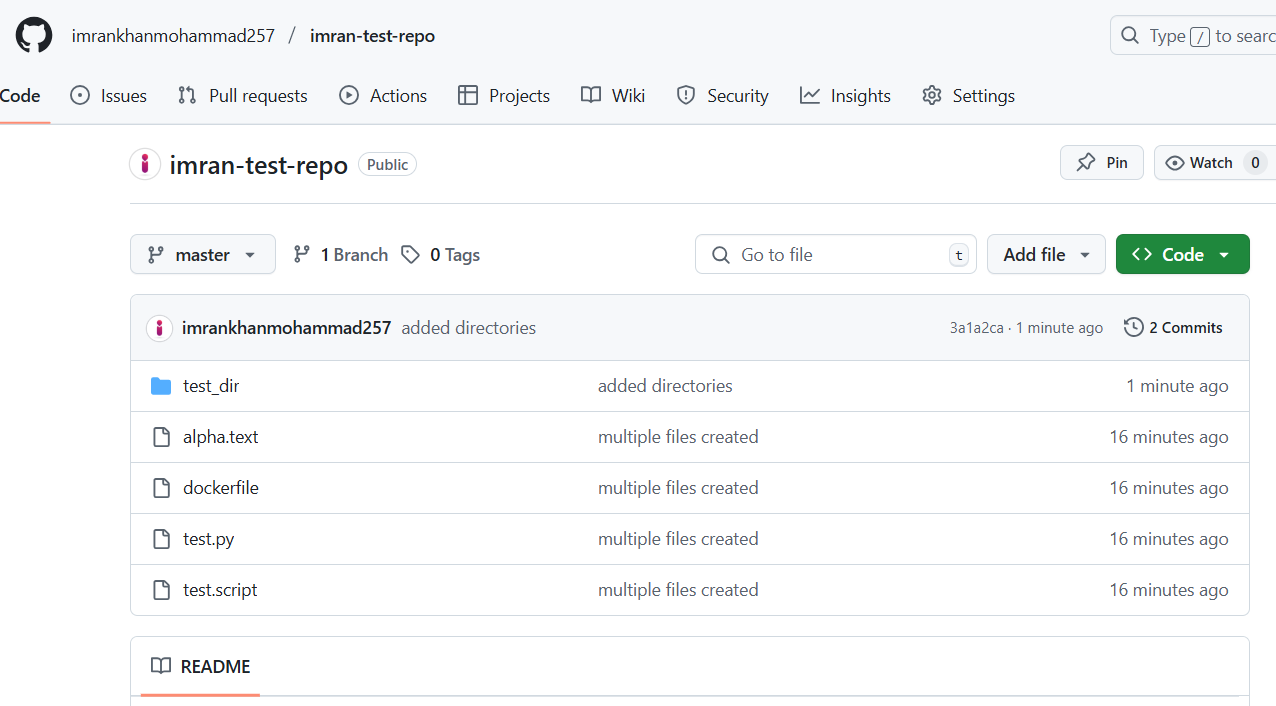 imrankhanmohammad257 / imran-test-repo
Type / to searc
Code Issues Pull requests Actions Projects Wiki Security Insights Settings
imran-test-repo Public Pin Watch 0
master 1 Branch 0 Tags Go to file t Add file <> Code
imrankhanmohammad257 added directories 3a1a2ca · 1 minute ago 2 Commits
test_dir added directories 1 minute ago
alpha.text multiple files created 16 minutes ago
dockerfile multiple files created 16 minutes ago
test.py multiple files created 16 minutes ago
test.script multiple files created 16 minutes ago
README